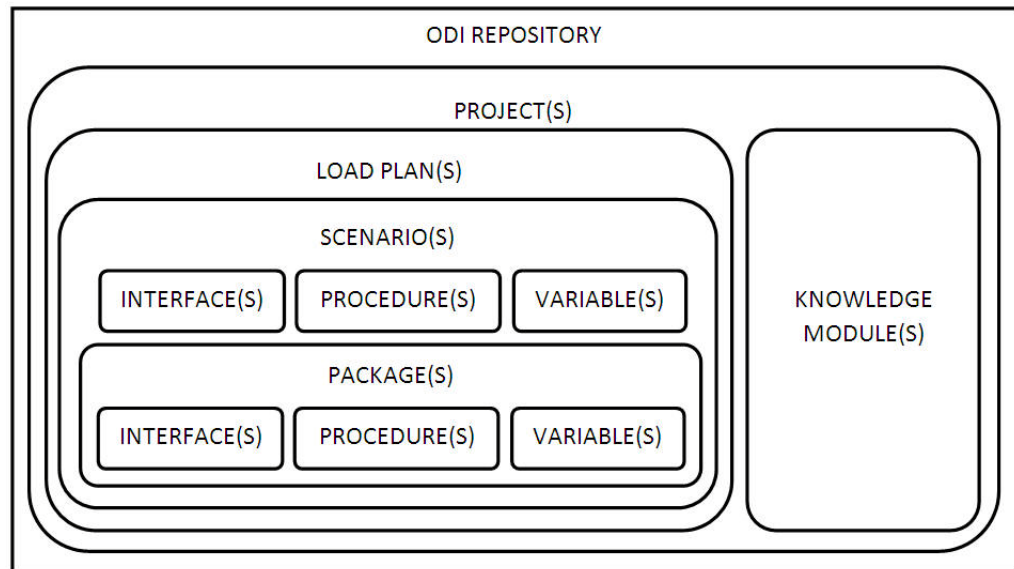 ODI REPOSITORY
PROJECT(S)
LOAD PLAN(S)
SCENARIO(S)
INTERFACE(S)
PROCEDURE(S)
VARIABLE(S)
PACKAGE(S)
INTERFACE(S)
PROCEDURE(S)
VARIABLE(S)
KNOWLEDGE
MODULE(S)